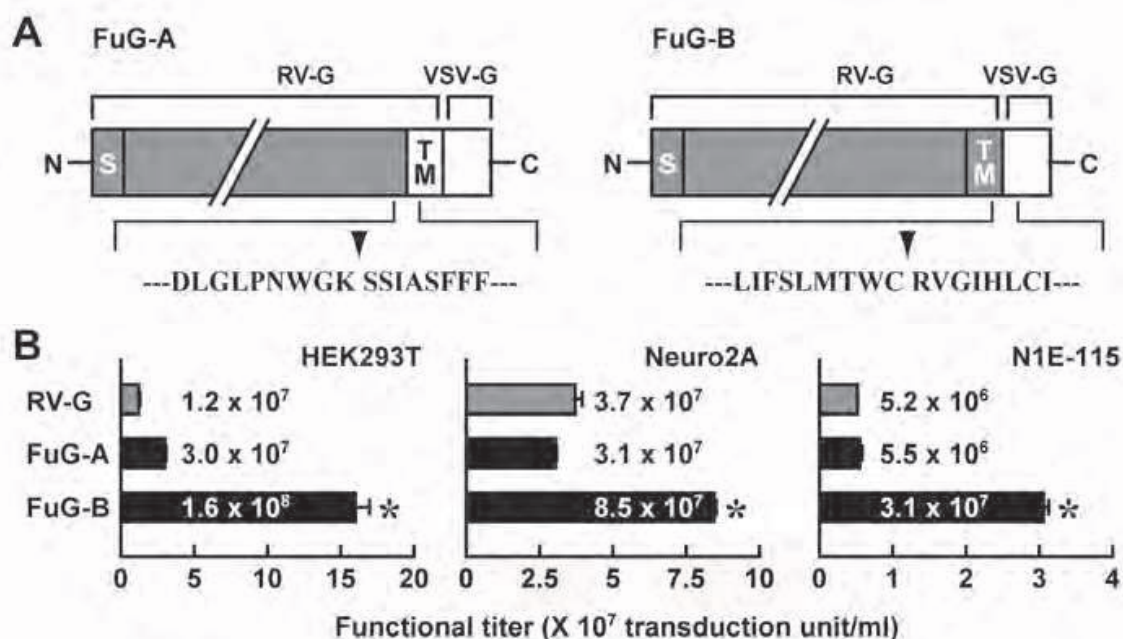 A
FuG-A
RV-G VSV-G
N S TM C
---DLGLPNWGK SSIASFFF---
FuG-B
RV-G VSV-G
N S TM C
---LIFSLMTWC RVGIHLCI---
B
HEK293T Neuro2A N1E-115
RV-G 1.2 x 10⁷ 3.7 x 10⁷ 5.2 x 10⁶
FuG-A 3.0 x 10⁷ 3.1 x 10⁷ 5.5 x 10⁶
FuG-B 1.6 x 10⁸ * 8.5 x 10⁷ * 3.1 x 10⁷ *
0 5 10 15 20 0 2.5 5 7.5 10 0 1 2 3 4
Functional titer (X 10⁷ transduction unit/ml)